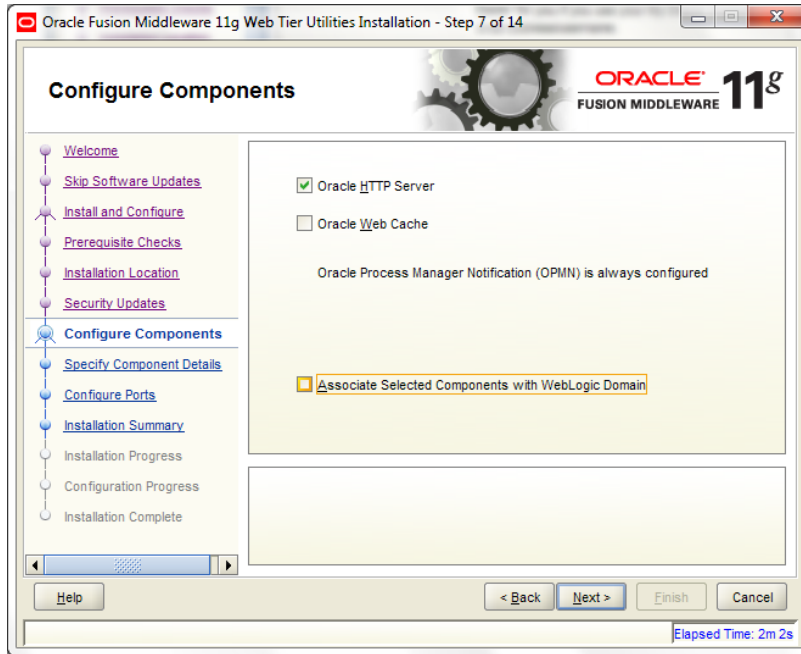 Oracle Fusion Middleware 11g Web Tier Utilities Installation - Step 7 of 14
Configure Components
ORACLE
FUSION MIDDLEWARE
11g
Welcome
Skip Software Updates
Install and Configure
Prerequisite Checks
Installation Location
Security Updates
Configure Components
Specify Component Details
Configure Ports
Installation Summary
Installation Progress
Configuration Progress
Installation Complete
Oracle HTTP Server
Oracle Web Cache
Oracle Process Manager Notification (OPMN) is always configured
Associate Selected Components with WebLogic Domain
Help
< Back
Next >
Finish
Cancel
Elapsed Time: 2m 2s